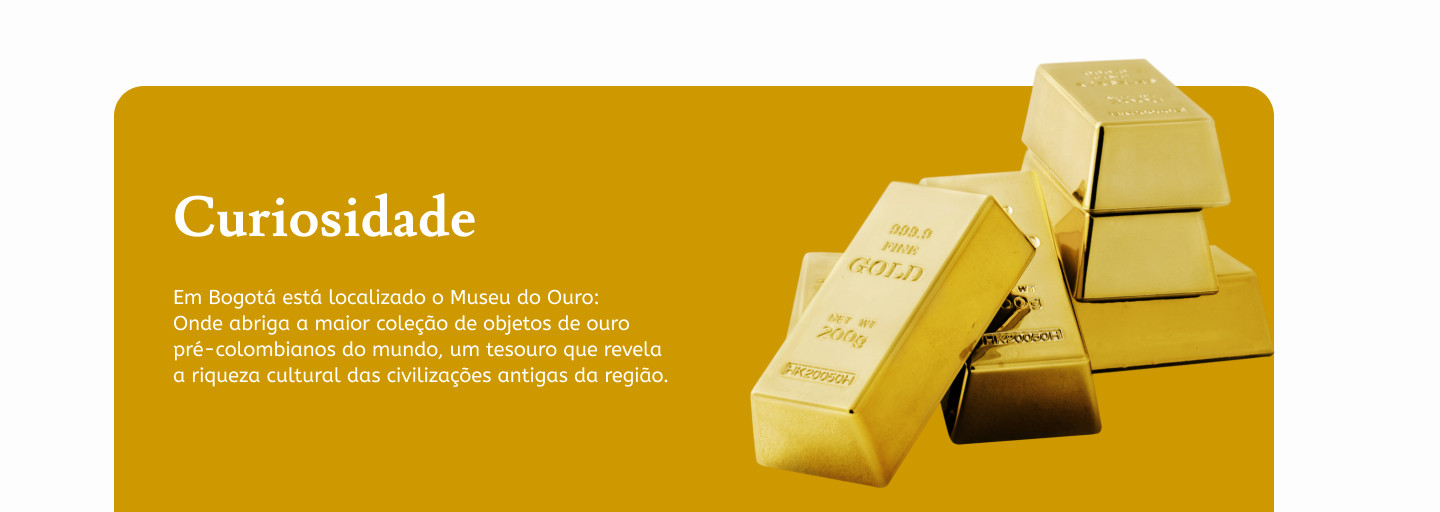 Curiosidade
Em Bogotá está localizado o Museu do Ouro:
Onde abriga a maior coleção de objetos de ouro
pré-colombianos do mundo, um tesouro que revela
a riqueza cultural das civilizações antigas da região.
999.9
FINE
GOLD
NET WT
200g
HK20050H
HK20050H